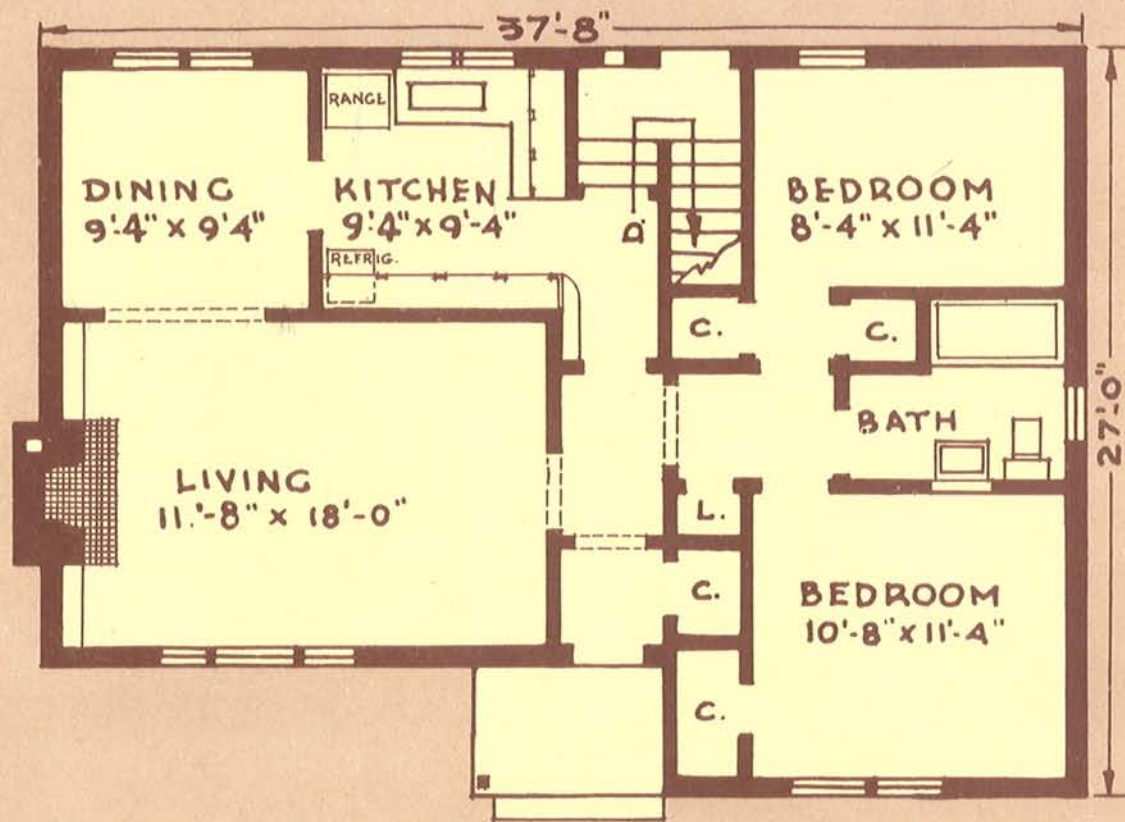 37'-8"
RANGE
DINING
9'-4" x 9'4"
KITCHEN
9'4" x 9'-4"
REFRIG.
D.
BEDROOM
8'-4" x 11'-4"
C.
C.
BATH
27'-0"
LIVING
11.'-8" x 18'-0"
L.
C.
BEDROOM
10'-8" x 11'-4"
C.